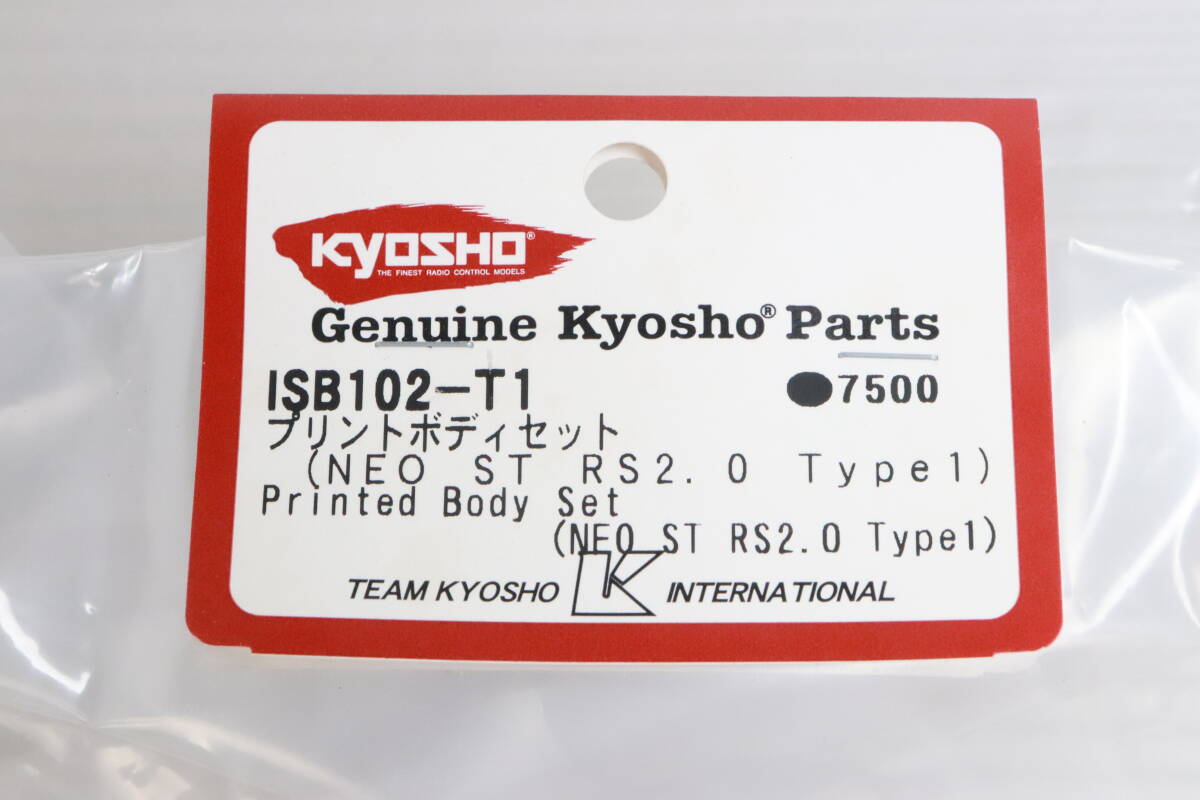 KYOSHO®
THE FINEST RADIO CONTROL MODELS
Genuine Kyosho® Parts
ISB102-T1 ●7500
プリントボディセット
(NEO ST RS2.0 Type1)
Printed Body Set
(NEO ST RS2.0 Type1)
TEAM KYOSHO K INTERNATIONAL